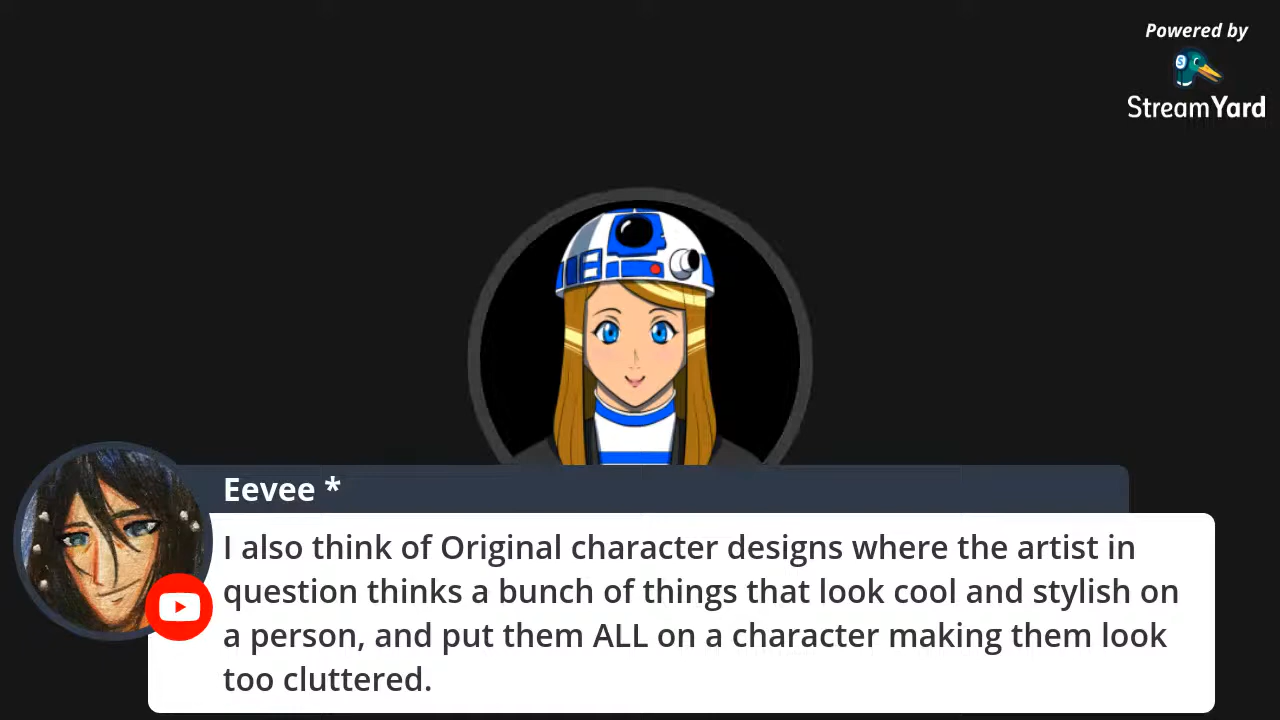 Powered by
S
StreamYard
Eevee *
I also think of Original character designs where the artist in
question thinks a bunch of things that look cool and stylish on
a person, and put them ALL on a character making them look
too cluttered.